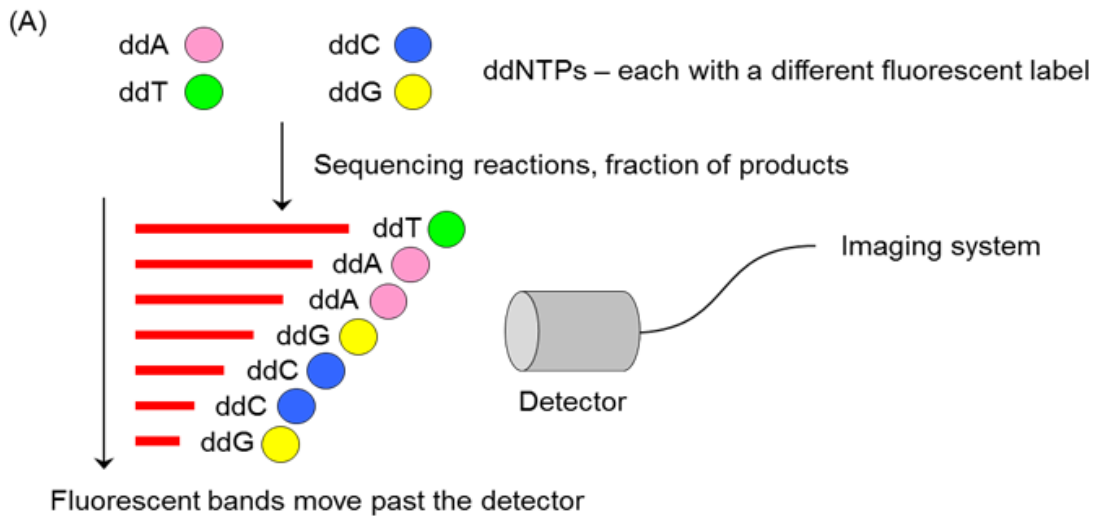 (A)
ddA
ddC
ddT
ddG
ddNTPs – each with a different fluorescent label
Sequencing reactions, fraction of products
ddT
ddA
ddA
ddG
ddC
ddC
ddG
Imaging system
Detector
Fluorescent bands move past the detector